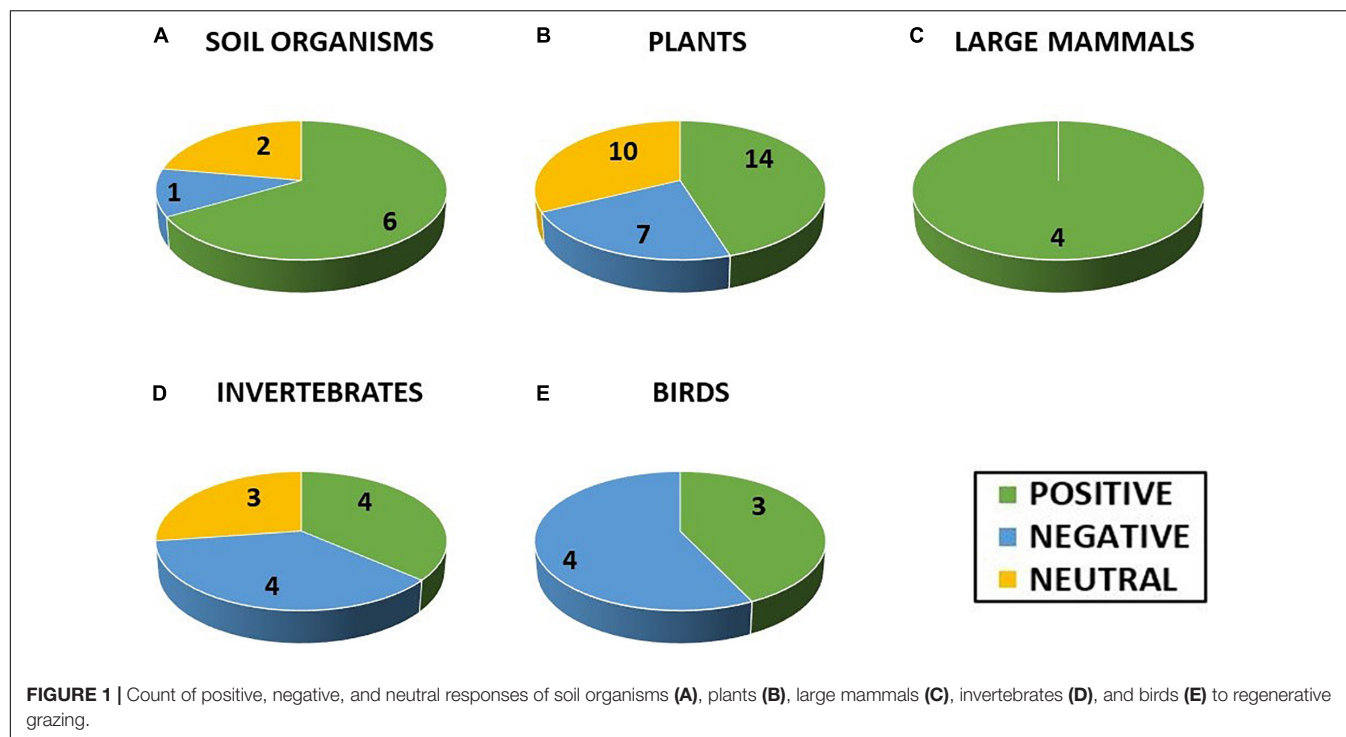 A SOIL ORGANISMS
2
1
6
B PLANTS
10
14
7
C LARGE MAMMALS
4
D INVERTEBRATES
3
4
4
E BIRDS
3
4
POSITIVE
NEGATIVE
NEUTRAL
FIGURE 1 | Count of positive, negative, and neutral responses of soil organisms (A), plants (B), large mammals (C), invertebrates (D), and birds (E) to regenerative
grazing.